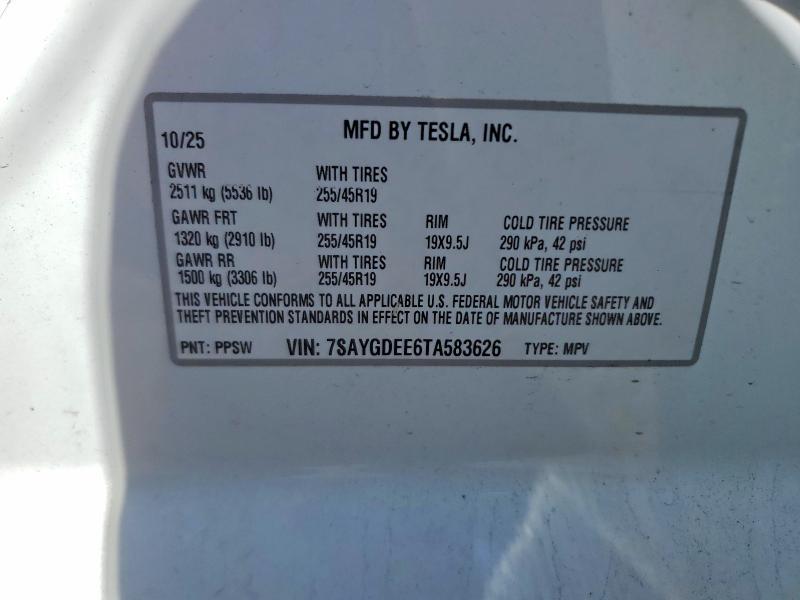 10/25 MFD BY TESLA, INC.
GVWR WITH TIRES
2511 kg (5536 lb) 255/45R19
GAWR FRT WITH TIRES RIM COLD TIRE PRESSURE
1320 kg (2910 lb) 255/45R19 19X9.5J 290 kPa, 42 psi
GAWR RR WITH TIRES RIM COLD TIRE PRESSURE
1500 kg (3306 lb) 255/45R19 19X9.5J 290 kPa, 42 psi
THIS VEHICLE CONFORMS TO ALL APPLICABLE U.S. FEDERAL MOTOR VEHICLE SAFETY AND
THEFT PREVENTION STANDARDS IN EFFECT ON THE DATE OF MANUFACTURE SHOWN ABOVE.
PNT: PPSW VIN: 7SAYGDEE6TA583626 TYPE: MPV